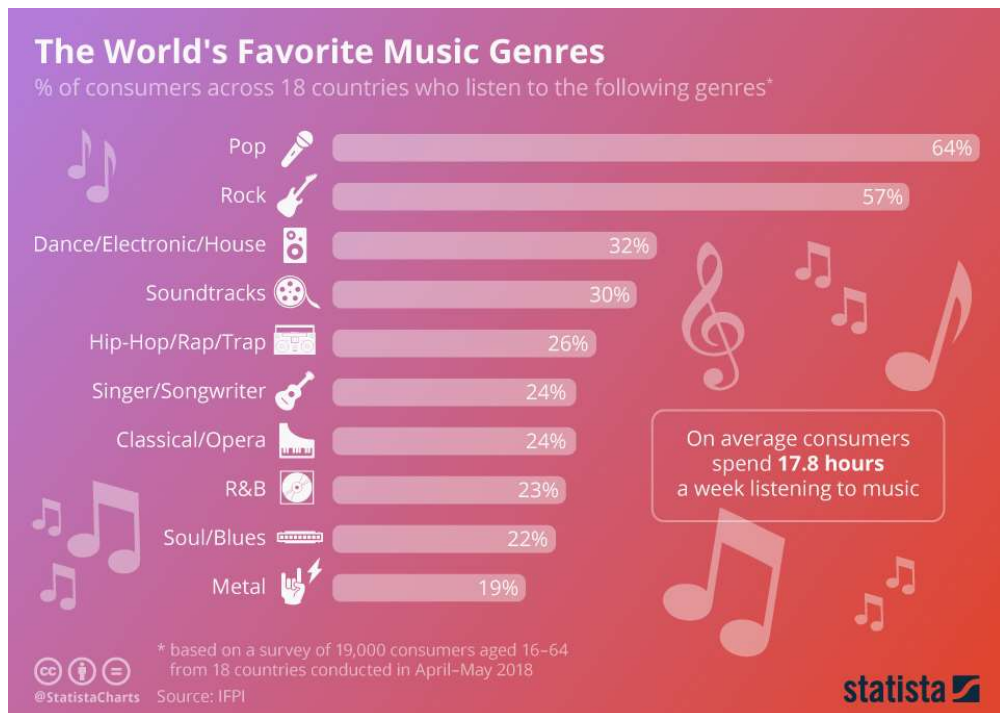 The World's Favorite Music Genres
% of consumers across 18 countries who listen to the following genres*
Pop 64%
Rock 57%
Dance/Electronic/House 32%
Soundtracks 30%
Hip-Hop/Rap/Trap 26%
Singer/Songwriter 24%
Classical/Opera 24%
R&B 23%
Soul/Blues 22%
Metal 19%
On average consumers
spend 17.8 hours
a week listening to music
* based on a survey of 19,000 consumers aged 16–64
from 18 countries conducted in April–May 2018
cc
@StatistaCharts Source: IFPI
statista